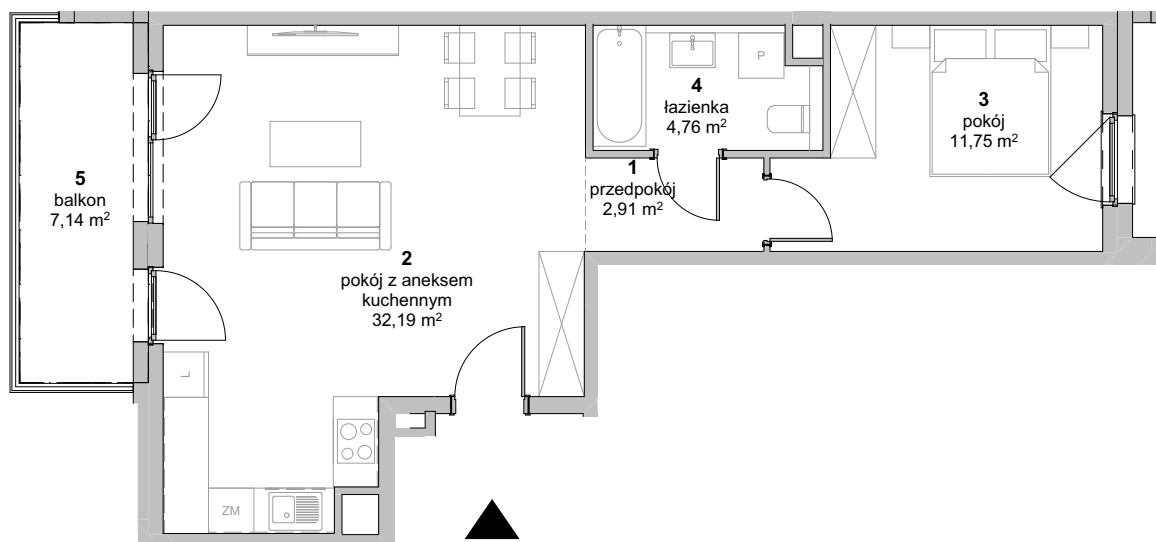 5
balkon
7,14 m²
2
pokój z aneksem
kuchennym
32,19 m²
1
przedpokój
2,91 m²
4
łazienka
4,76 m²
P
3
pokój
11,75 m²
L
ZM